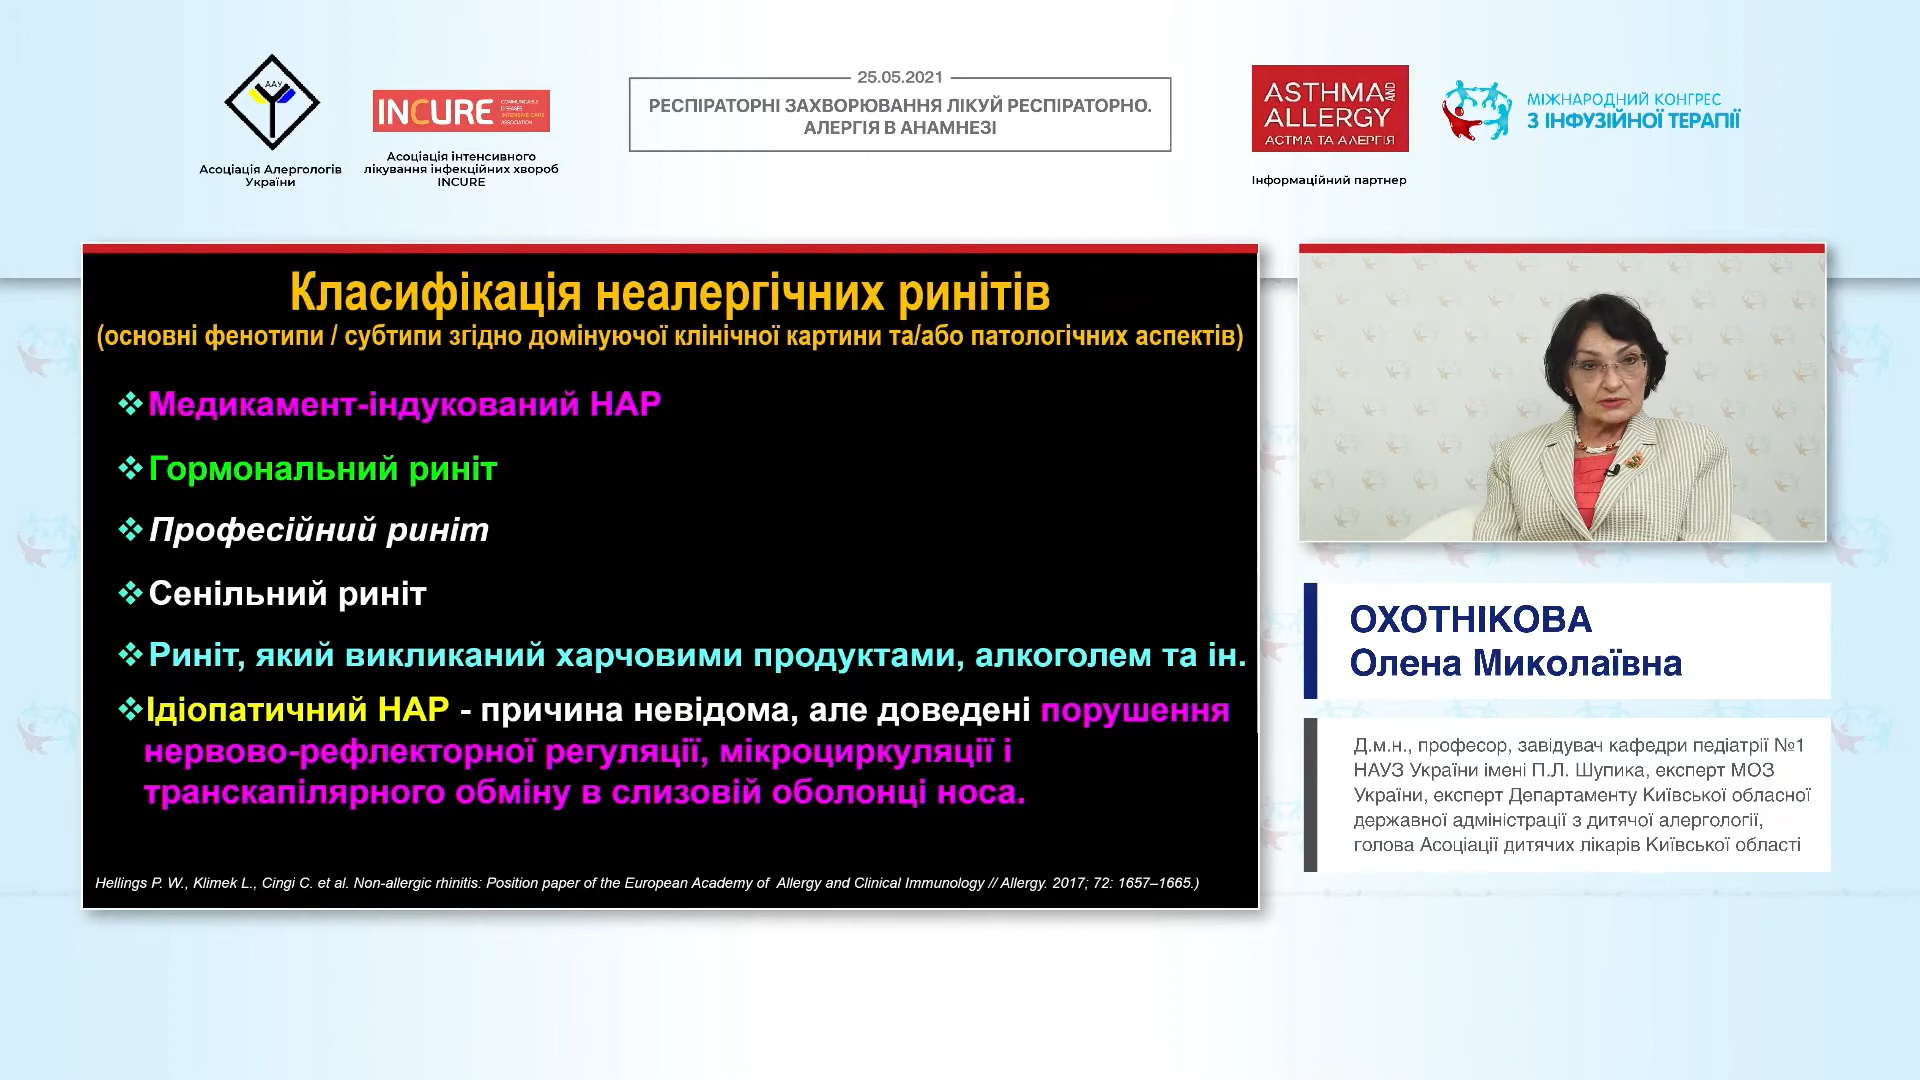 ААУ
Асоціація Алергологів
України
INCURE
COMMUNICABLE
DISEASES
INTENSIVE CARE
ASSOCIATION
Асоціація інтенсивного
лікування інфекційних хвороб
INCURE
25.05.2021
РЕСПІРАТОРНІ ЗАХВОРЮВАННЯ ЛІКУЙ РЕСПІРАТОРНО.
АЛЕРГІЯ В АНАМНЕЗІ
ASTHMA AND
ALLERGY
АСТМА ТА АЛЕРГІЯ
Інформаційний партнер
МІЖНАРОДНИЙ КОНГРЕС
З ІНФУЗІЙНОЇ ТЕРАПІЇ
Класифікація неалергічних ринітів
(основні фенотипи / субтипи згідно домінуючої клінічної картини та/або патологічних аспектів)
❖Медикамент-індукований НАР
❖Гормональний риніт
❖Професійний риніт
❖Сенільний риніт
❖Риніт, який викликаний харчовими продуктами, алкоголем та ін.
❖Ідіопатичний НАР - причина невідома, але доведені порушення
нервово-рефлекторної регуляції, мікроциркуляції і
транскапілярного обміну в слизовій оболонці носа.
Hellings P. W., Klimek L., Cingi C. et al. Non-allergic rhinitis: Position paper of the European Academy of Allergy and Clinical Immunology // Allergy. 2017; 72: 1657–1665.)
ОХОТНІКОВА
Олена Миколаївна
Д.м.н., професор, завідувач кафедри педіатрії №1
НАУЗ України імені П.Л. Шупика, експерт МОЗ
України, експерт Департаменту Київської обласної
державної адміністрації з дитячої алергології,
голова Асоціації дитячих лікарів Київської області